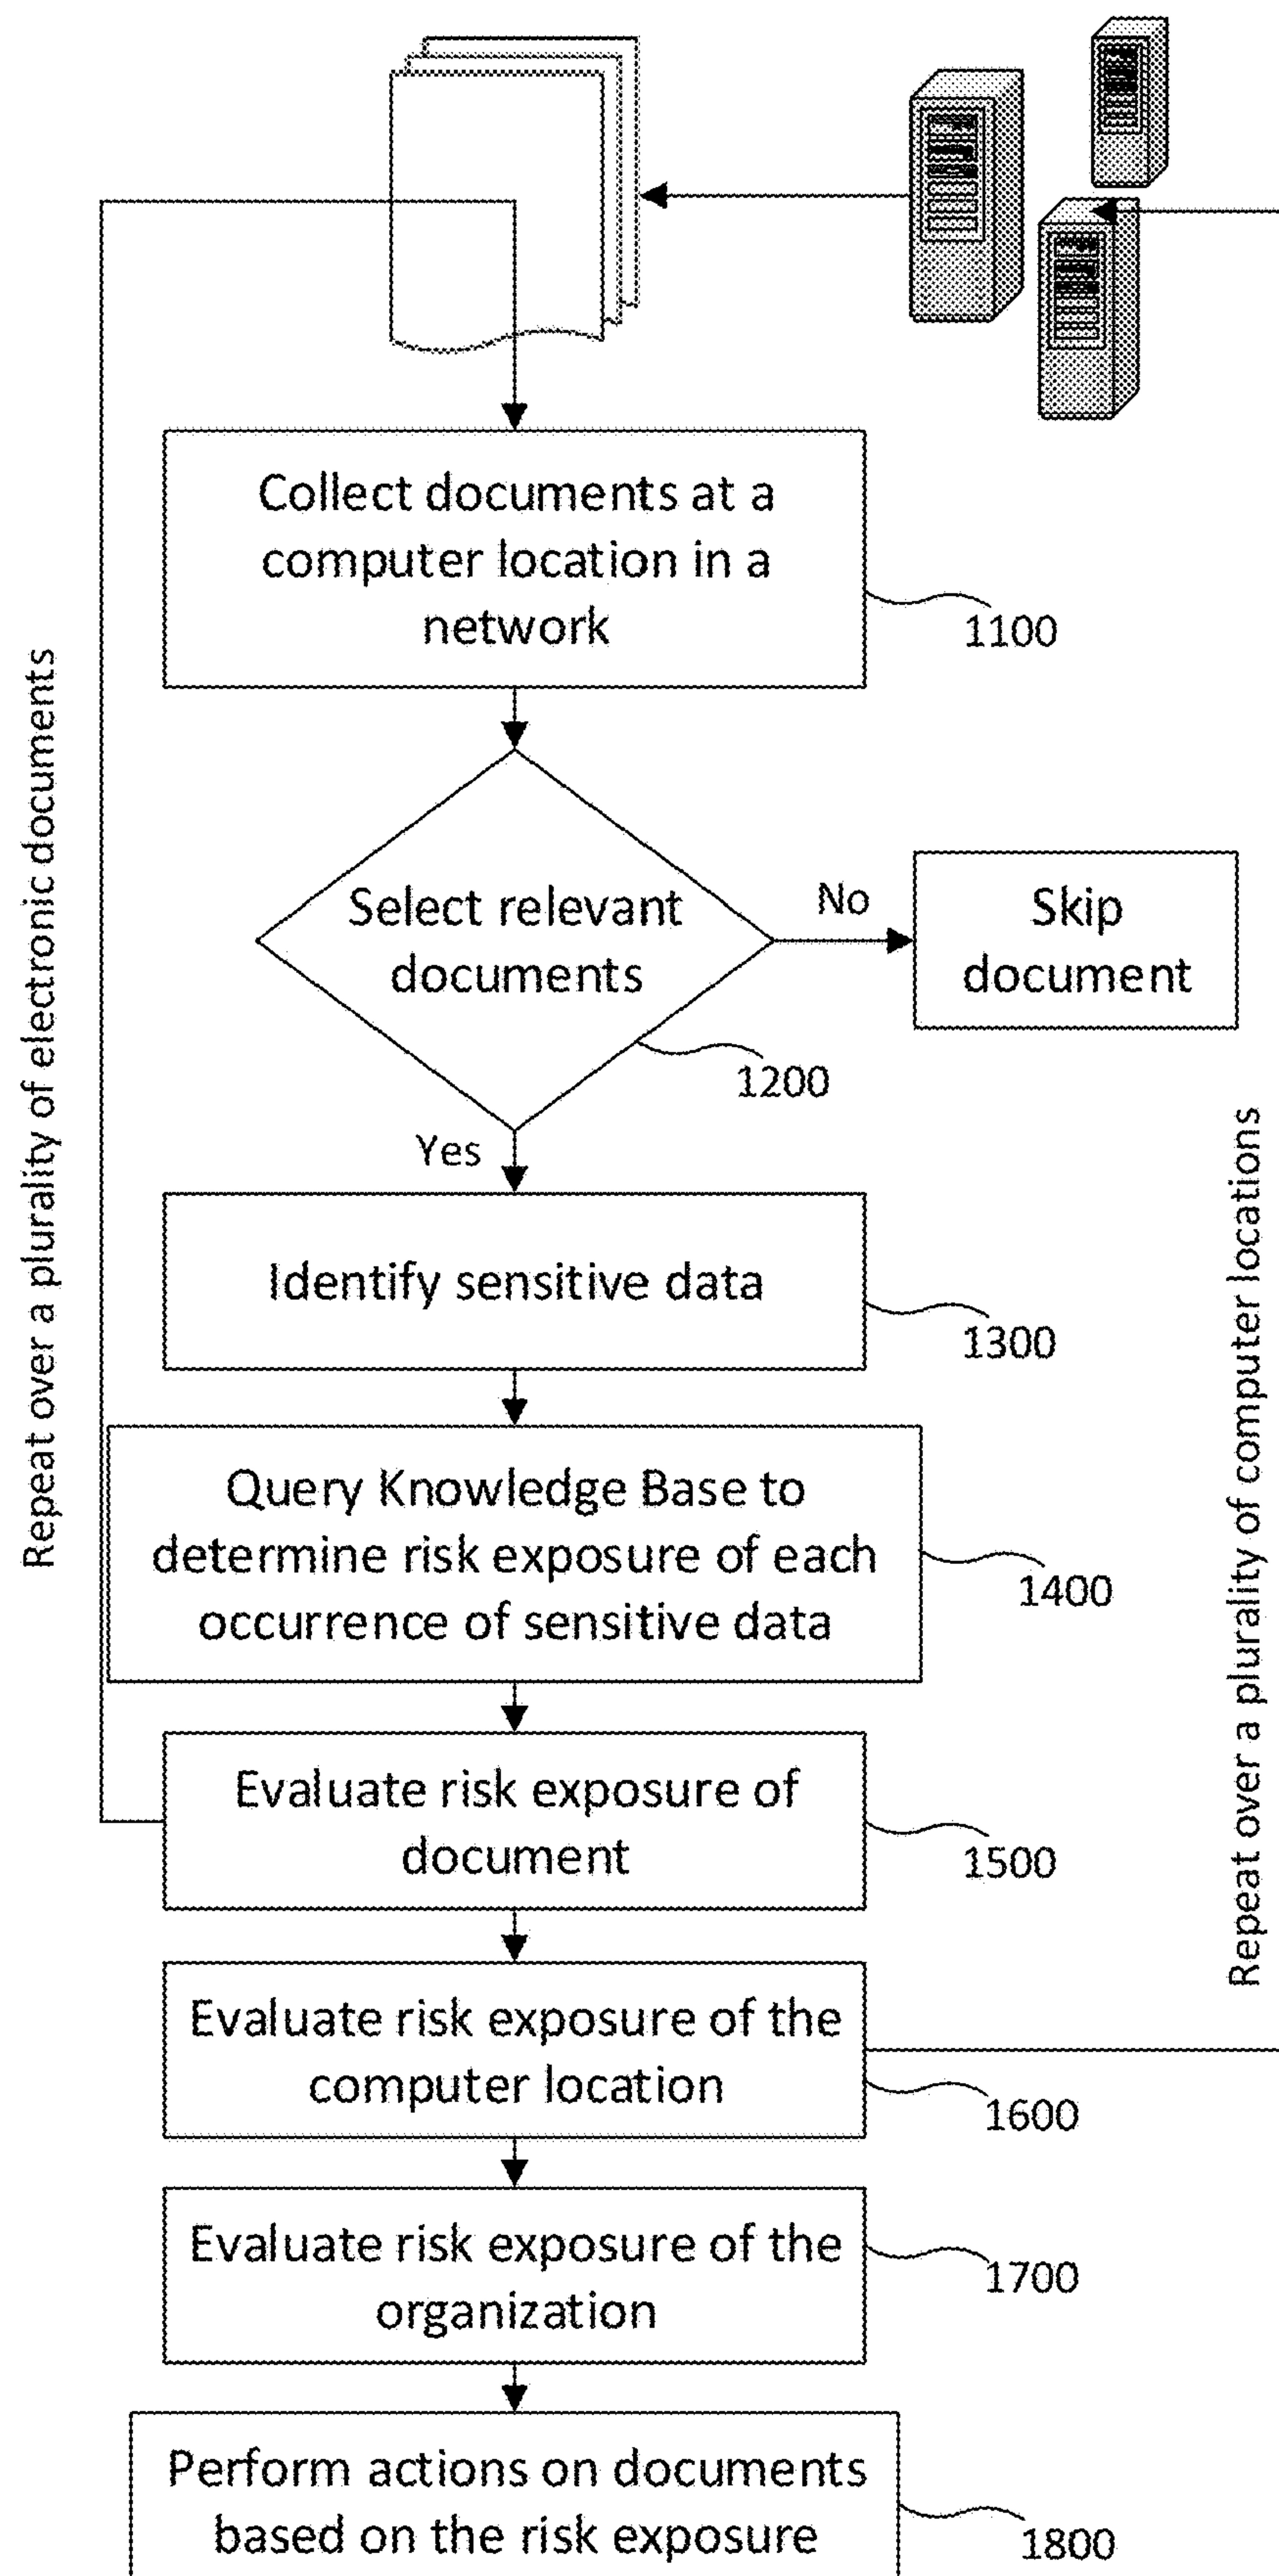 Collect documents at a
computer location in a
network
1100
Select relevant
documents
No
Skip
document
1200
Yes
Identify sensitive data
1300
Query Knowledge Base to
determine risk exposure of each
occurrence of sensitive data
1400
Evaluate risk exposure of
document
1500
Evaluate risk exposure of the
computer location
1600
Evaluate risk exposure of the
organization
1700
Perform actions on documents
based on the risk exposure
1800
Repeat over a plurality of electronic documents
Repeat over a plurality of computer locations